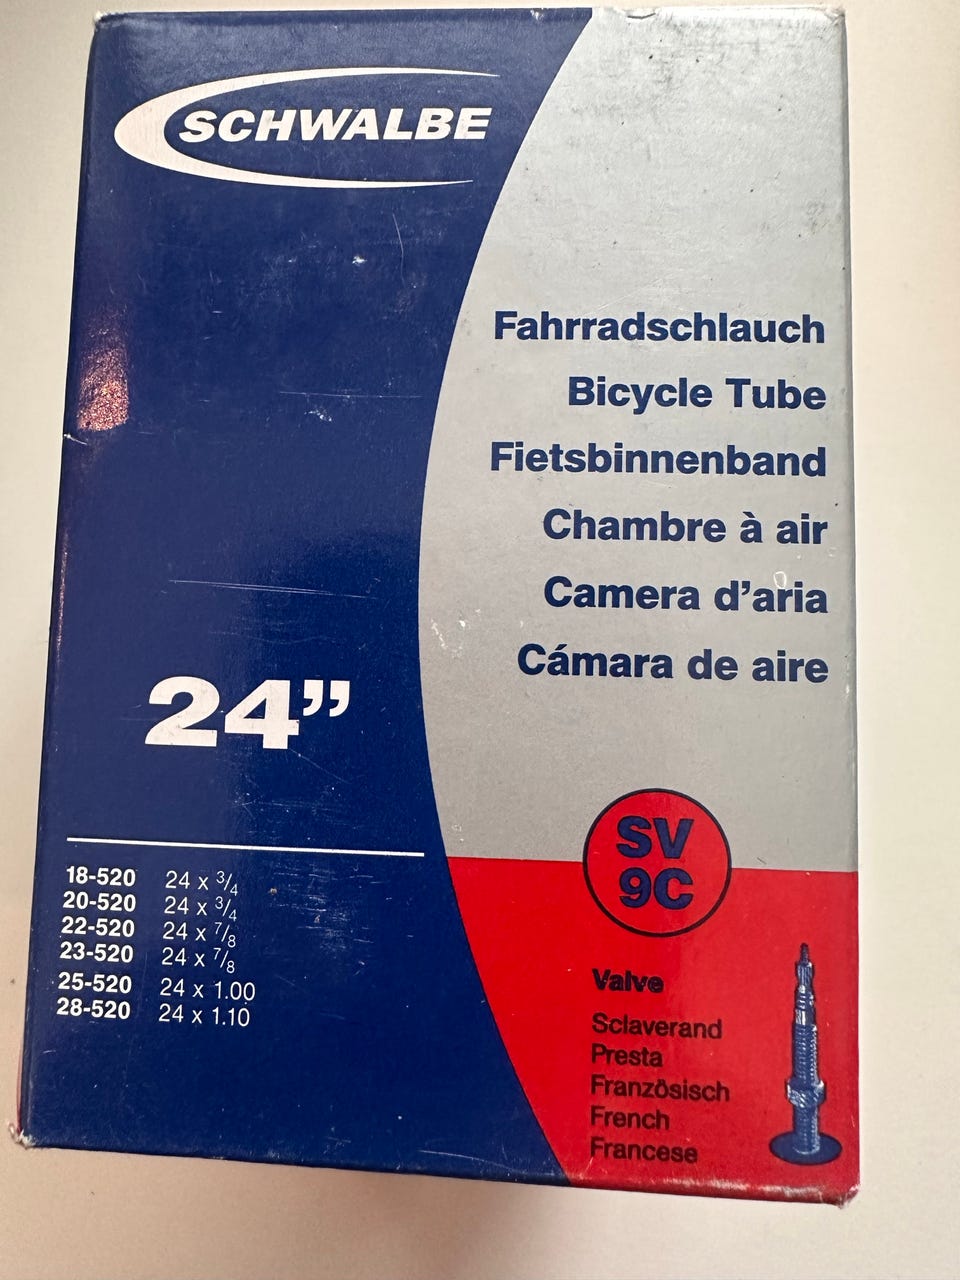 SCHWALBE
Fahrradschlauch
Bicycle Tube
Fietsbinnenband
Chambre à air
Camera d’aria
Cámara de aire
24”
18-520 24 x 3/4
20-520 24 x 3/4
22-520 24 x 7/8
23-520 24 x 7/8
25-520 24 x 1.00
28-520 24 x 1.10
SV
9C
Valve
Sclaverand
Presta
Französisch
French
Francese